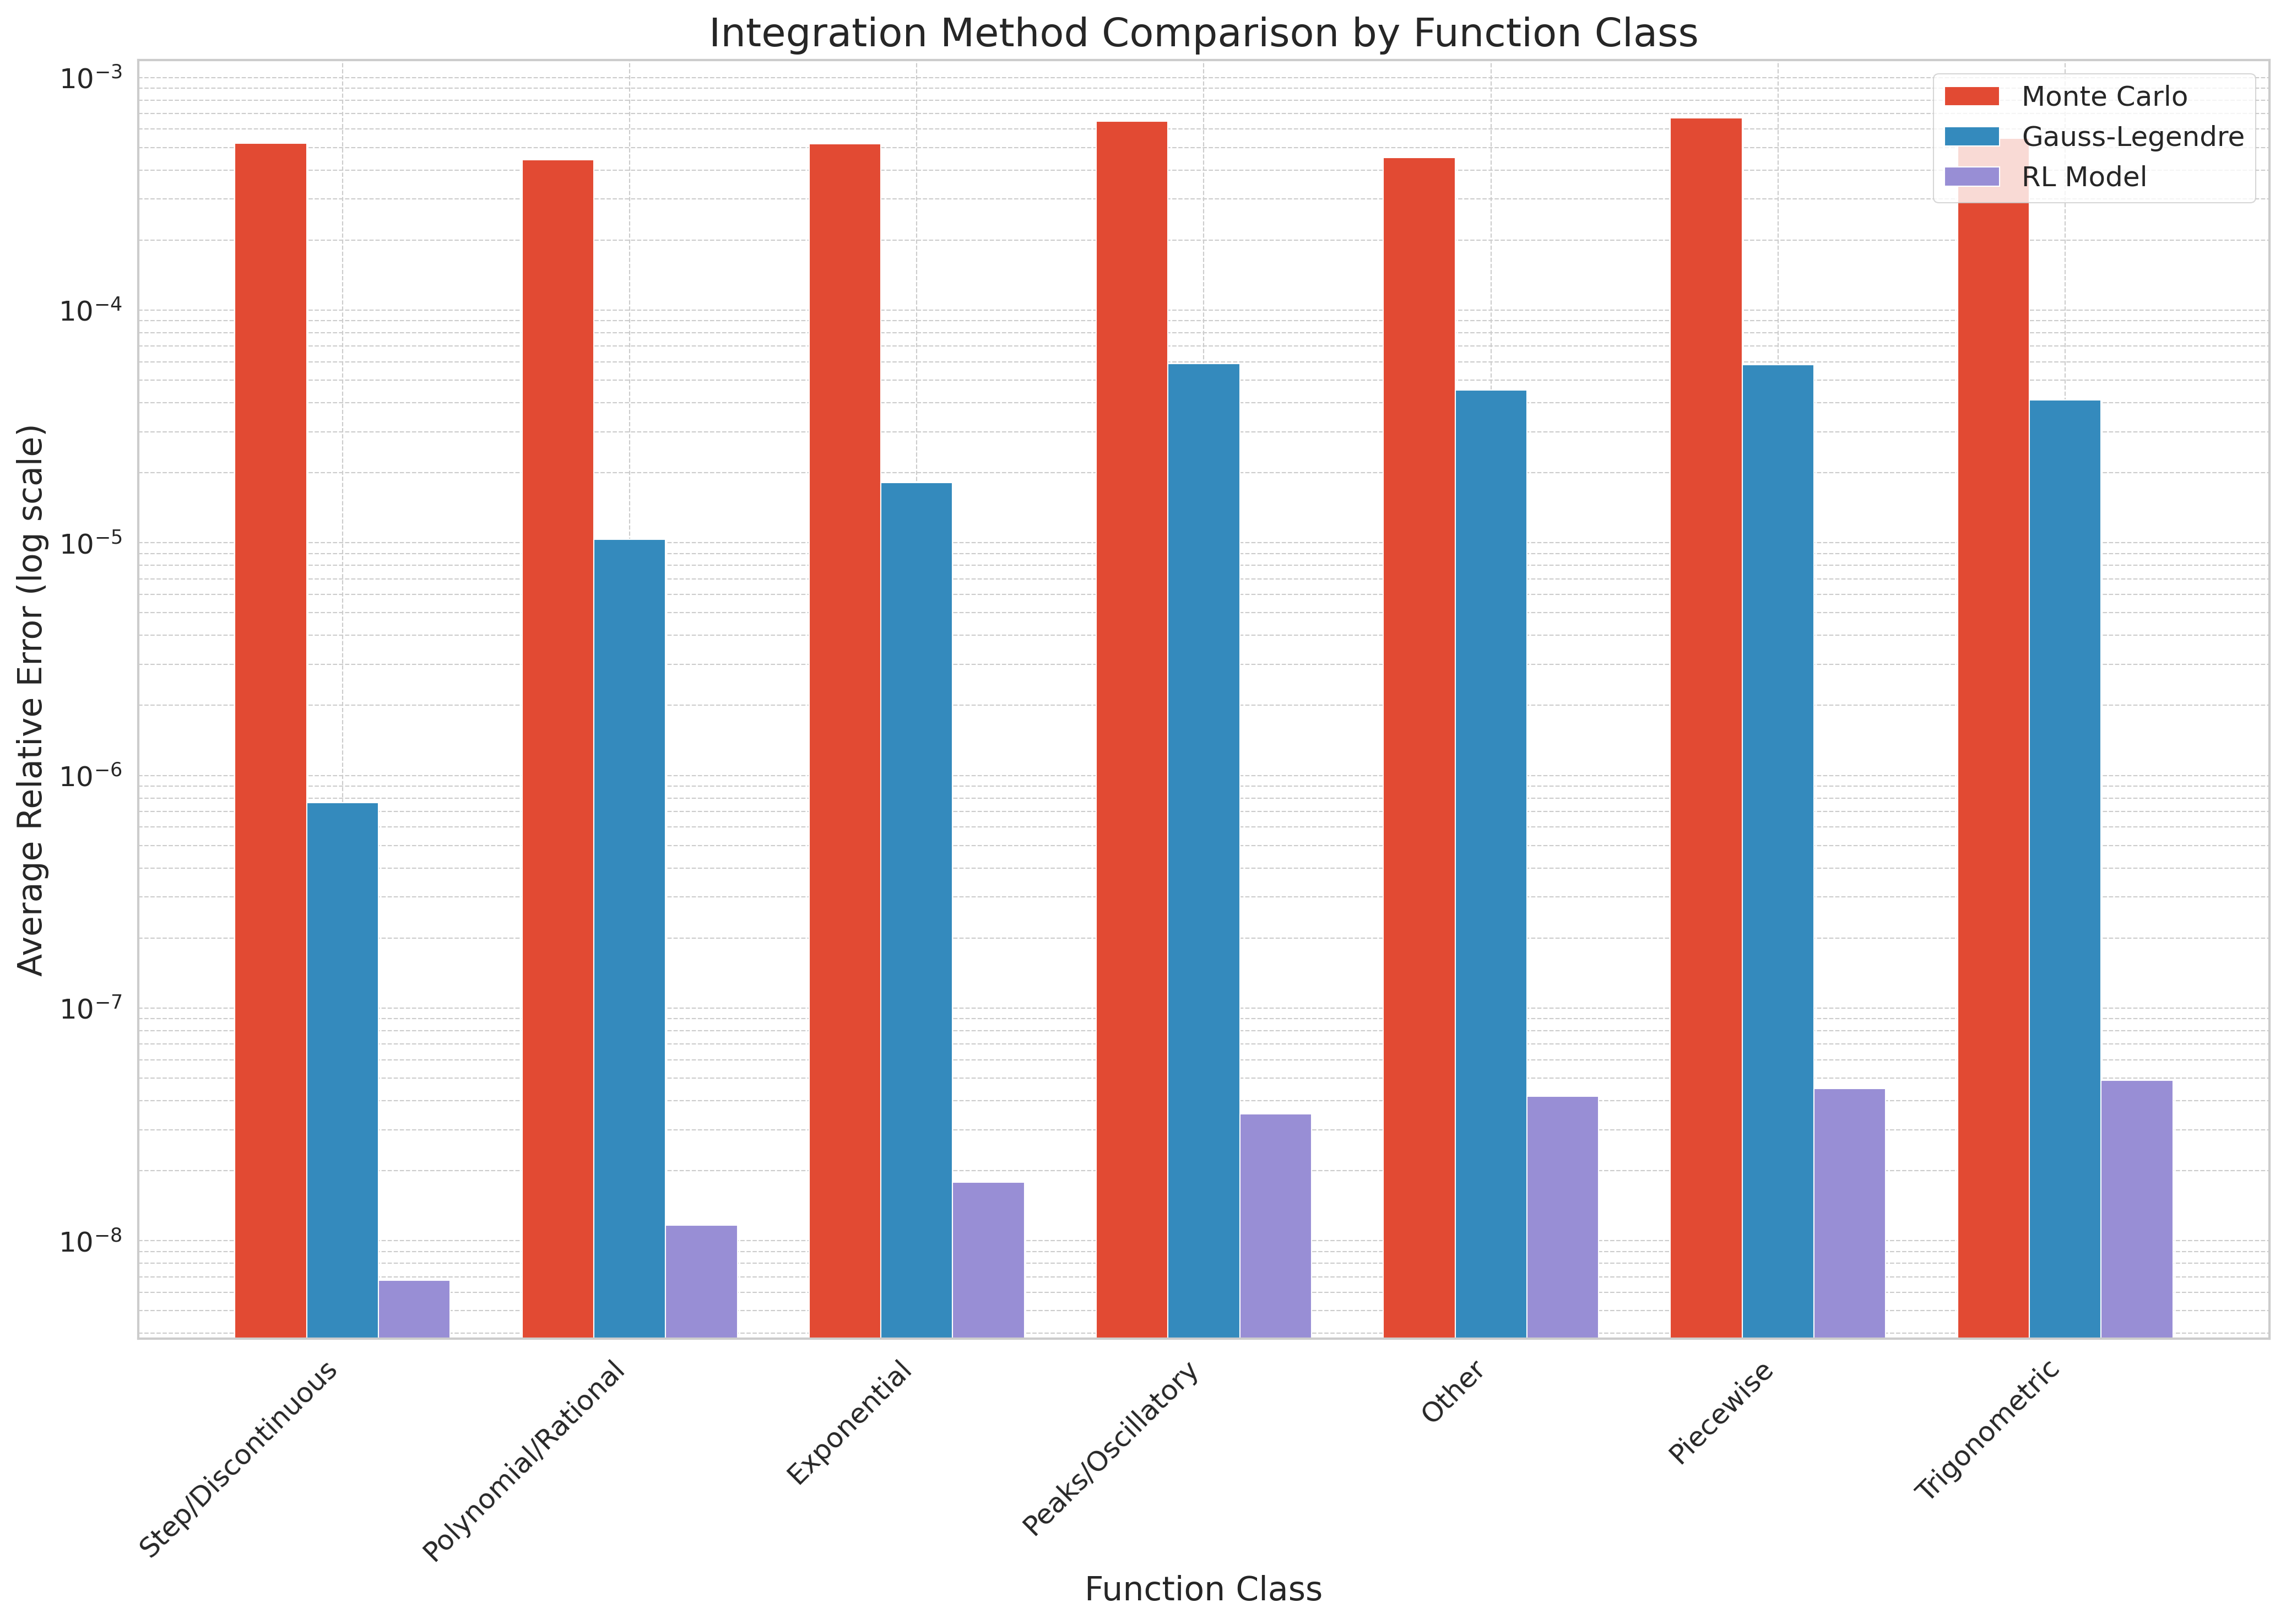 Integration Method Comparison by Function Class
Monte Carlo
Gauss-Legendre
RL Model
Average Relative Error (log scale)
10⁻³
10⁻⁴
10⁻⁵
10⁻⁶
10⁻⁷
10⁻⁸
Step/Discontinuous
Polynomial/Rational
Exponential
Peaks/Oscillatory
Other
Piecewise
Trigonometric
Function Class